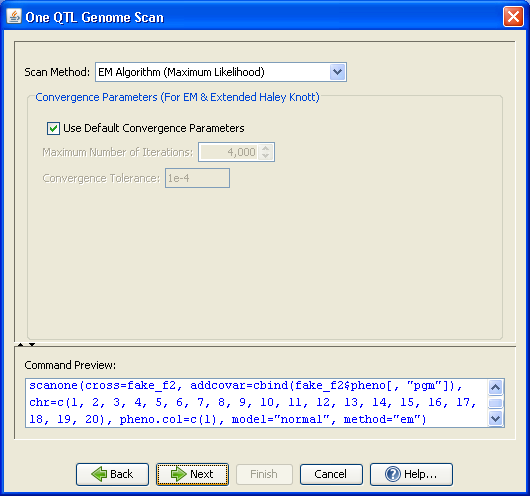 One QTL Genome Scan
Scan Method: EM Algorithm (Maximum Likelihood)
Convergence Parameters (For EM & Extended Haley Knott)
Use Default Convergence Parameters
Maximum Number of Iterations: 4,000
Convergence Tolerance: 1e-4
Command Preview:
scanone(cross=fake_f2, addcovar=cbind(fake_f2$pheno[, "pgm"]),
chr=c(1, 2, 3, 4, 5, 6, 7, 8, 9, 10, 11, 12, 13, 14, 15, 16, 17,
18, 19, 20), pheno.col=c(1), model="normal", method="em")
Back Next Finish Cancel Help...